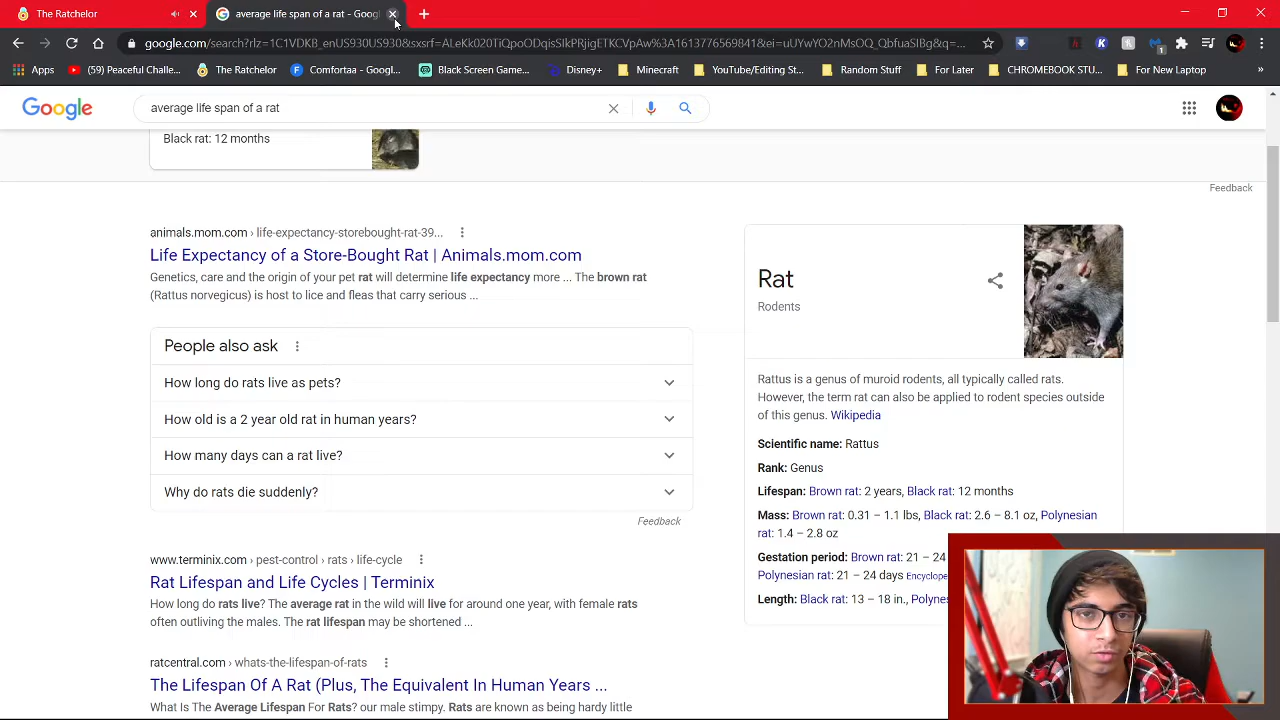 The Ratchelor
average life span of a rat - Googl
google.com/search?rlz=1C1VDKB_enUS930US930&sxsrf=ALeKk020TiQpoODqisSIkPRjigETKCVpAw%3A1613776569841&ei=uUYwYO2nMsOQ_QbfuaSIBg&q=...
Apps
(59) Peaceful Challe...
The Ratchelor
Comfortaa - Googl...
Blask Screen Game...
Disney+
Minecraft
YouTube/Editing St...
Random Stuff
For Later
CHROMEBOOK STU...
For New Laptop
»
Google
average life span of a rat
Black rat: 12 months
Feedback
animals.mom.com › life-expectancy-storebought-rat-39...
Life Expectancy of a Store-Bought Rat | Animals.mom.com
Genetics, care and the origin of your pet rat will determine life expectancy more ... The brown rat
(Rattus norvegicus) is host to lice and fleas that carry serious ...
People also ask
How long do rats live as pets?
How old is a 2 year old rat in human years?
How many days can a rat live?
Why do rats die suddenly?
Feedback
www.terminix.com › pest-control › rats › life-cycle
Rat Lifespan and Life Cycles | Terminix
How long do rats live? The average rat in the wild will live for around one year, with female rats
often outliving the males. The rat lifespan may be shortened ...
ratcentral.com › whats-the-lifespan-of-rats
The Lifespan Of A Rat (Plus, The Equivalent In Human Years ...
What Is The Average Lifespan For Rats? our male stimpy. Rats are known as being hardy little
Rat
Rodents
Rattus is a genus of muroid rodents, all typically called rats.
However, the term rat can also be applied to rodent species outside
of this genus. Wikipedia
Scientific name: Rattus
Rank: Genus
Lifespan: Brown rat: 2 years, Black rat: 12 months
Mass: Brown rat: 0.31 – 1.1 lbs, Black rat: 2.6 – 8.1 oz, Polynesian
rat: 1.4 – 2.8 oz
Gestation period: Brown rat: 21 – 24
Polynesian rat: 21 – 24 days Encyclope
Length: Black rat: 13 – 18 in., Polynes